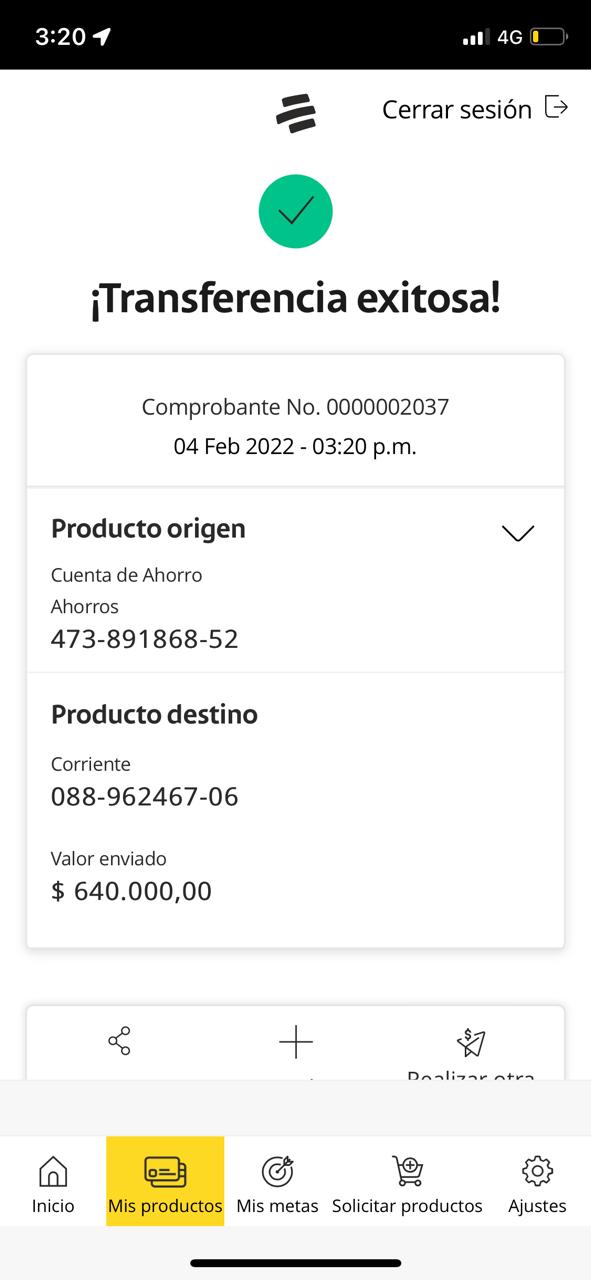 3:20
4G
Cerrar sesión
¡Transferencia exitosa!
Comprobante No. 0000002037
04 Feb 2022 - 03:20 p.m.
Producto origen
Cuenta de Ahorro
Ahorros
473-891868-52
Producto destino
Corriente
088-962467-06
Valor enviado
$ 640.000,00
Realizar otra
Inicio
Mis productos
Mis metas
Solicitar productos
Ajustes